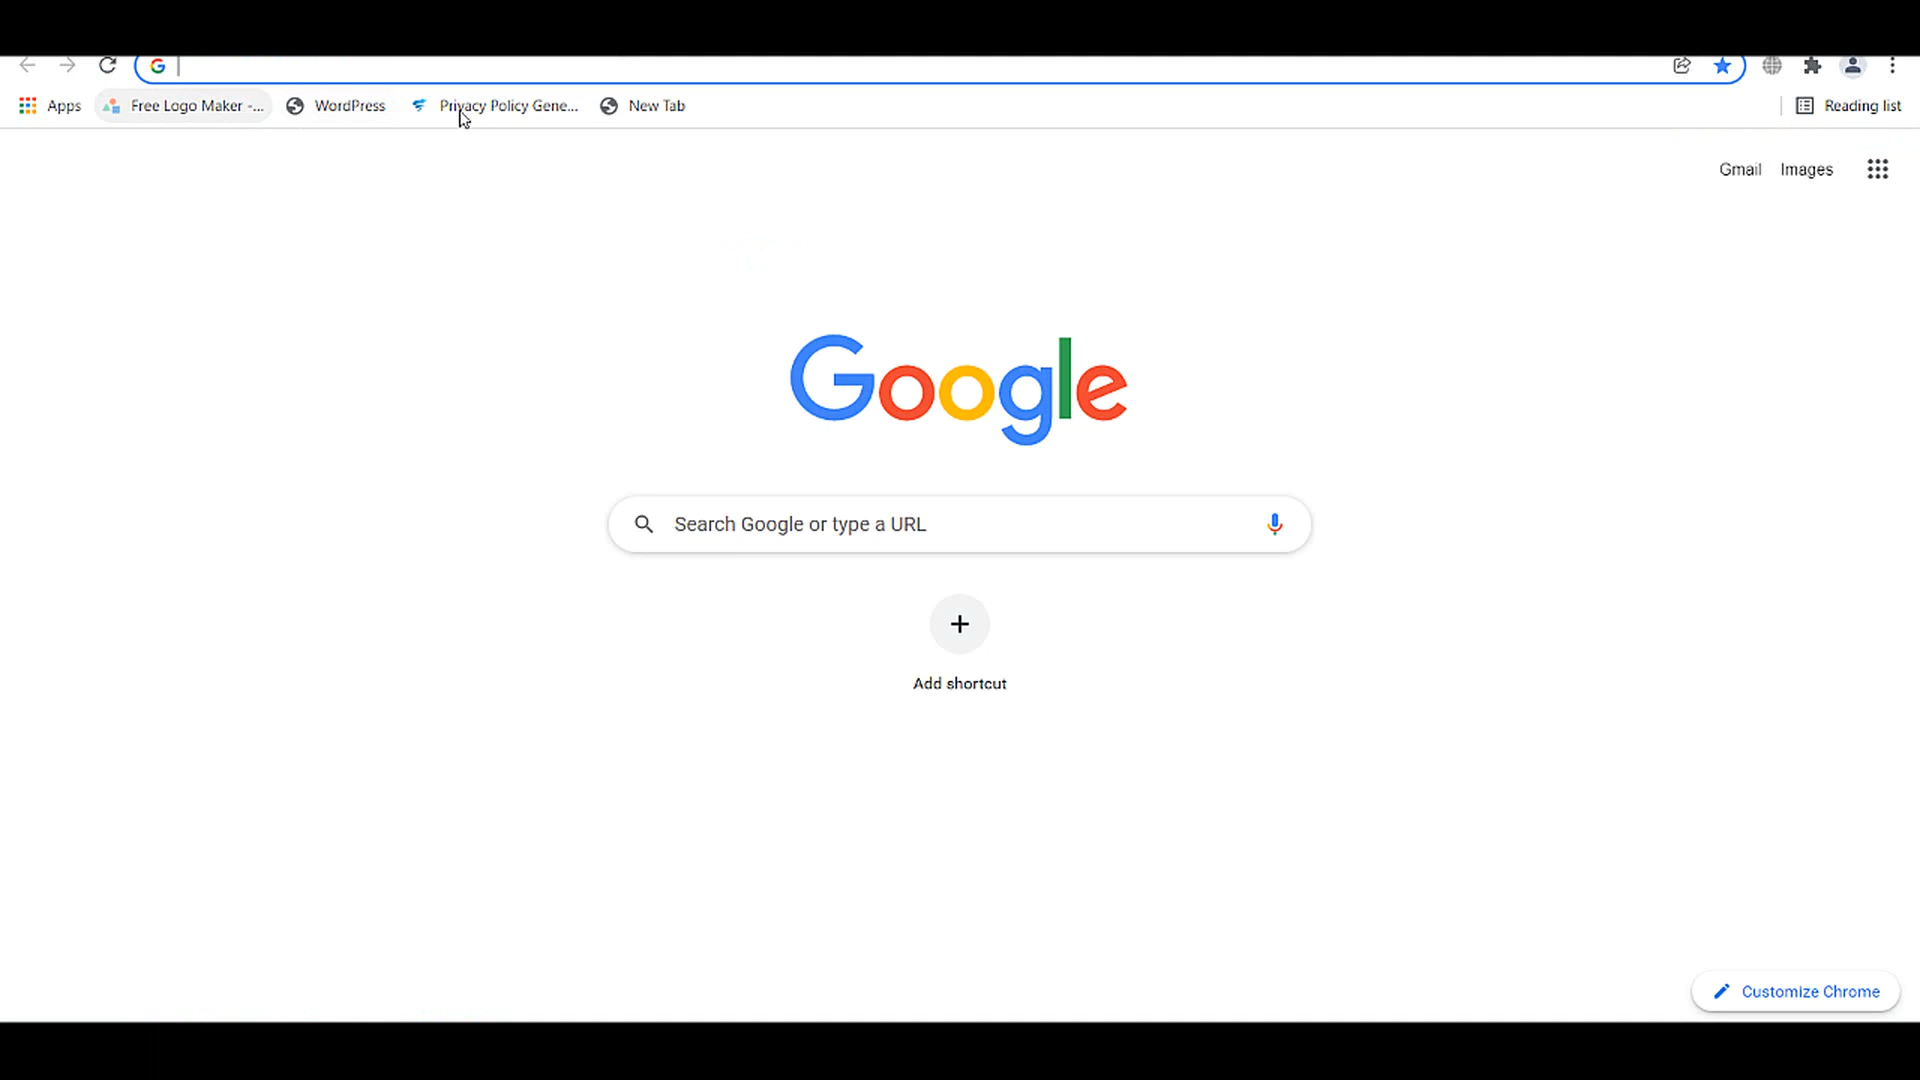 Apps Free Logo Maker -... WordPress Privacy Policy Gene... New Tab Reading list
Gmail Images
Google
Search Google or type a URL
Add shortcut
Customize Chrome